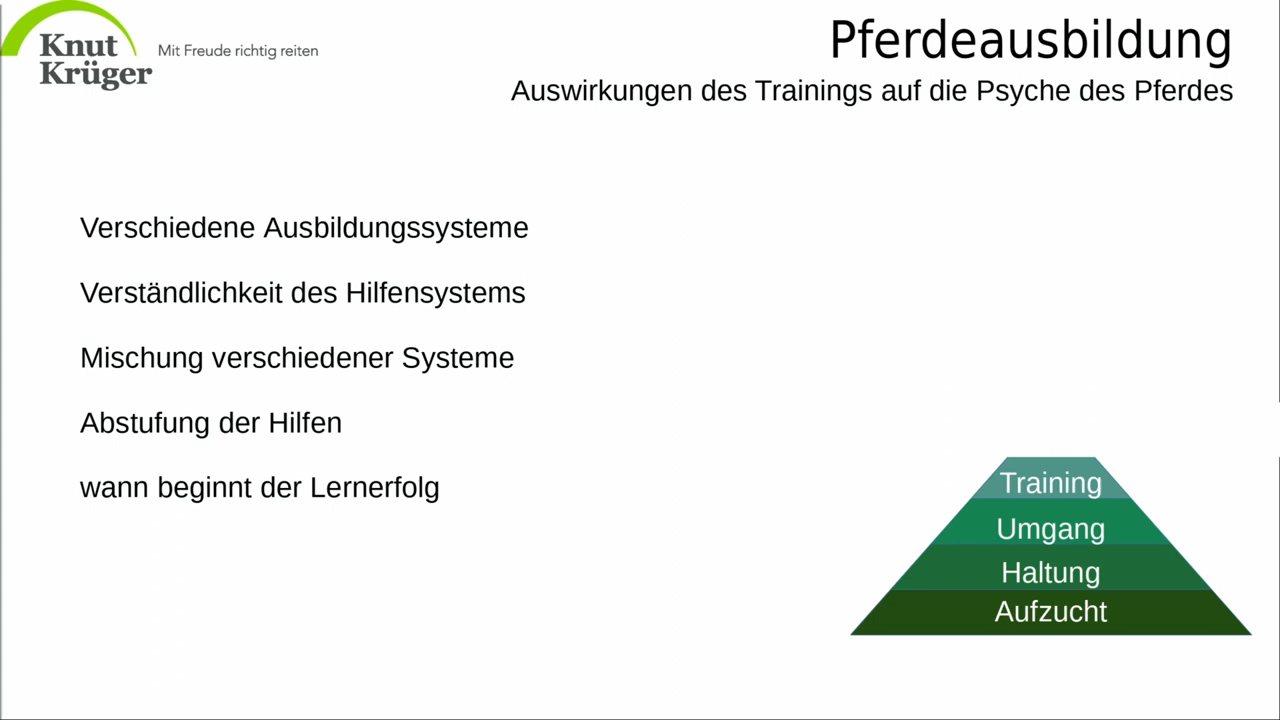 Knut
Krüger
Mit Freude richtig reiten
Pferdeausbildung
Auswirkungen des Trainings auf die Psyche des Pferdes
Verschiedene Ausbildungssysteme
Verständlichkeit des Hilfensystems
Mischung verschiedener Systeme
Abstufung der Hilfen
wann beginnt der Lernerfolg
Training
Umgang
Haltung
Aufzucht